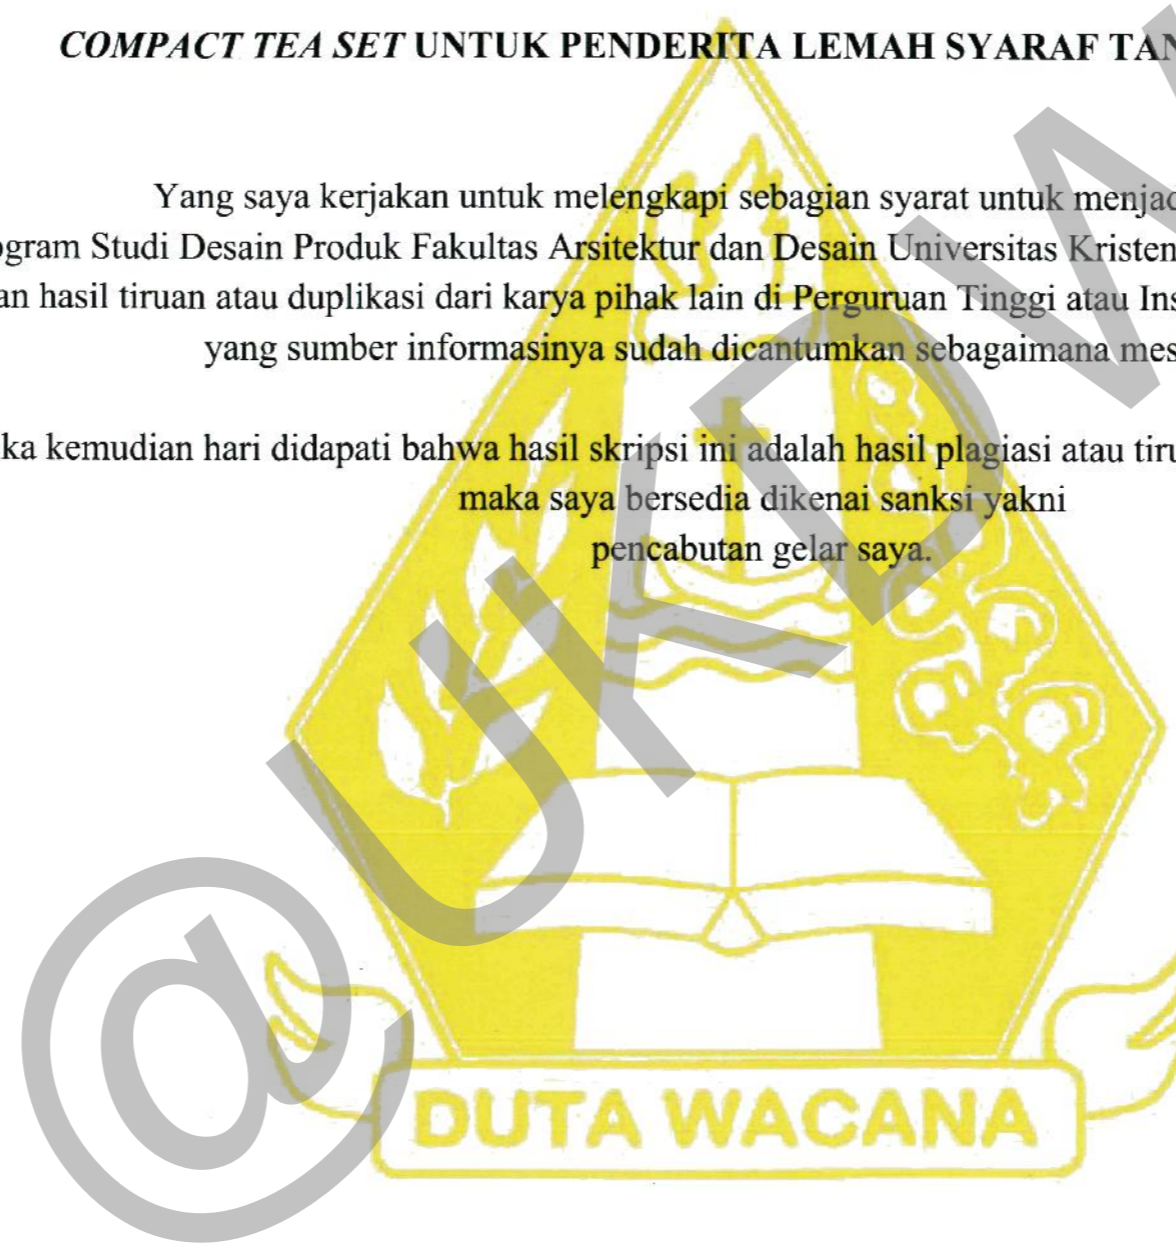 COMPACT TEA SET UNTUK PENDERITA LEMAH SYARAF TAN
Yang saya kerjakan untuk melengkapi sebagian syarat untuk menjad
ogram Studi Desain Produk Fakultas Arsitektur dan Desain Universitas Kristen
an hasil tiruan atau duplikasi dari karya pihak lain di Perguruan Tinggi atau Ins
yang sumber informasinya sudah dicantumkan sebagaimana mes
ka kemudian hari didapati bahwa hasil skripsi ini adalah hasil plagiasi atau tiru
maka saya bersedia dikenai sanksi yakni
pencabutan gelar saya.
DUTA WACANA
@UKDW